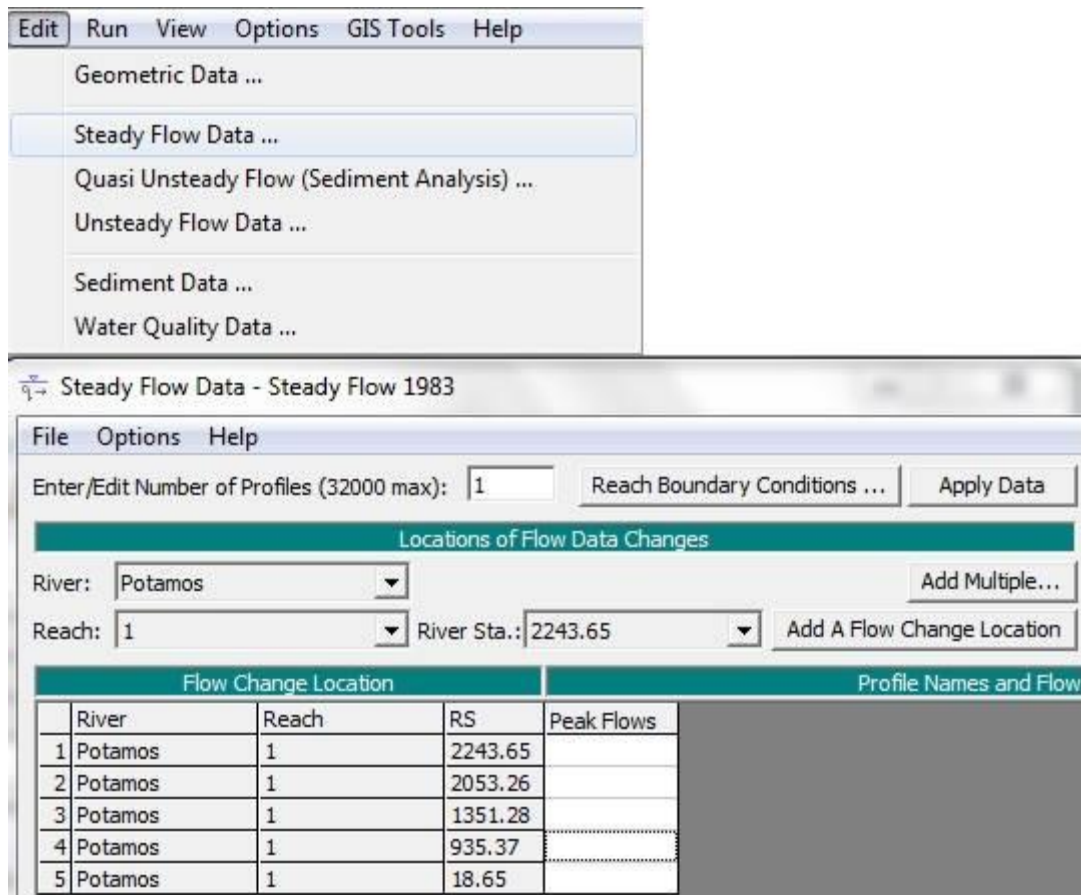 Edit Run View Options GIS Tools Help
Geometric Data ...
Steady Flow Data ...
Quasi Unsteady Flow (Sediment Analysis) ...
Unsteady Flow Data ...
Sediment Data ...
Water Quality Data ...
Steady Flow Data - Steady Flow 1983
File Options Help
Enter/Edit Number of Profiles (32000 max): 1 Reach Boundary Conditions ... Apply Data
Locations of Flow Data Changes
River: Potamos Add Multiple...
Reach: 1 River Sta.: 2243.65 Add A Flow Change Location
Flow Change Location Profile Names and Flow
River Reach RS Peak Flows
1 Potamos 1 2243.65
2 Potamos 1 2053.26
3 Potamos 1 1351.28
4 Potamos 1 935.37
5 Potamos 1 18.65